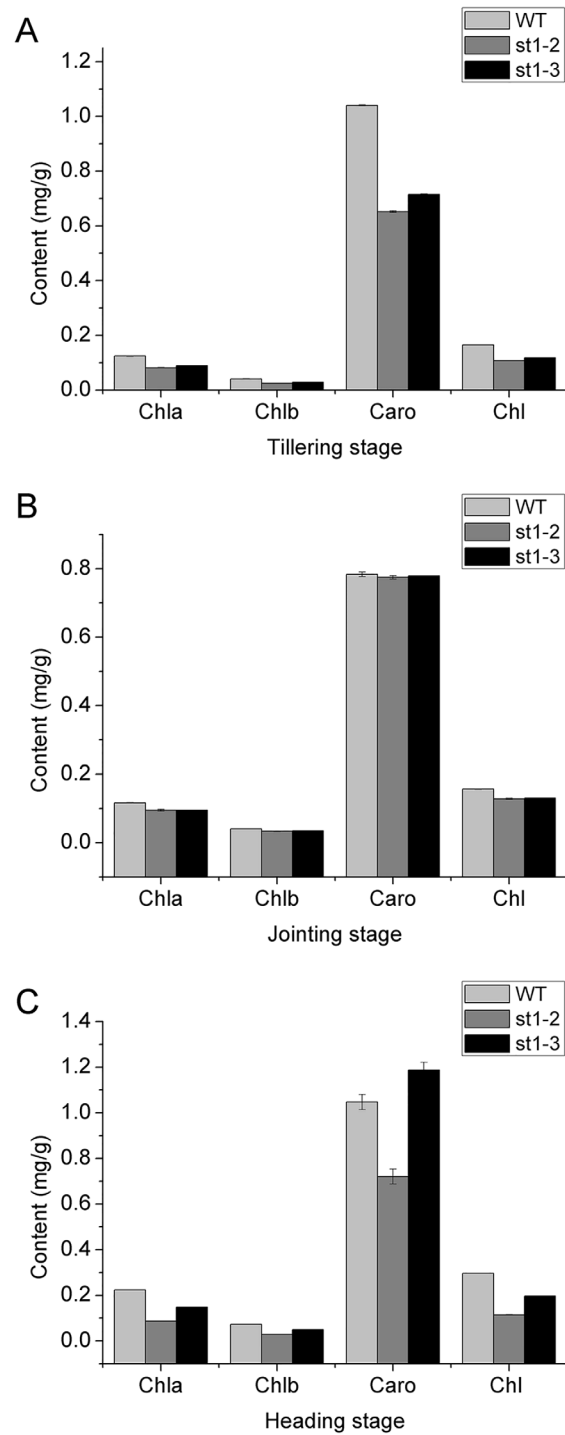 A
WT
st1-2
st1-3
1.2
1.0
0.8
0.6
0.4
0.2
0.0
Content (mg/g)
Chla Chlb Caro Chl
Tillering stage
B
WT
st1-2
st1-3
0.8
0.6
0.4
0.2
0.0
Content (mg/g)
Chla Chlb Caro Chl
Jointing stage
C
WT
st1-2
st1-3
1.4
1.2
1.0
0.8
0.6
0.4
0.2
0.0
Content (mg/g)
Chla Chlb Caro Chl
Heading stage